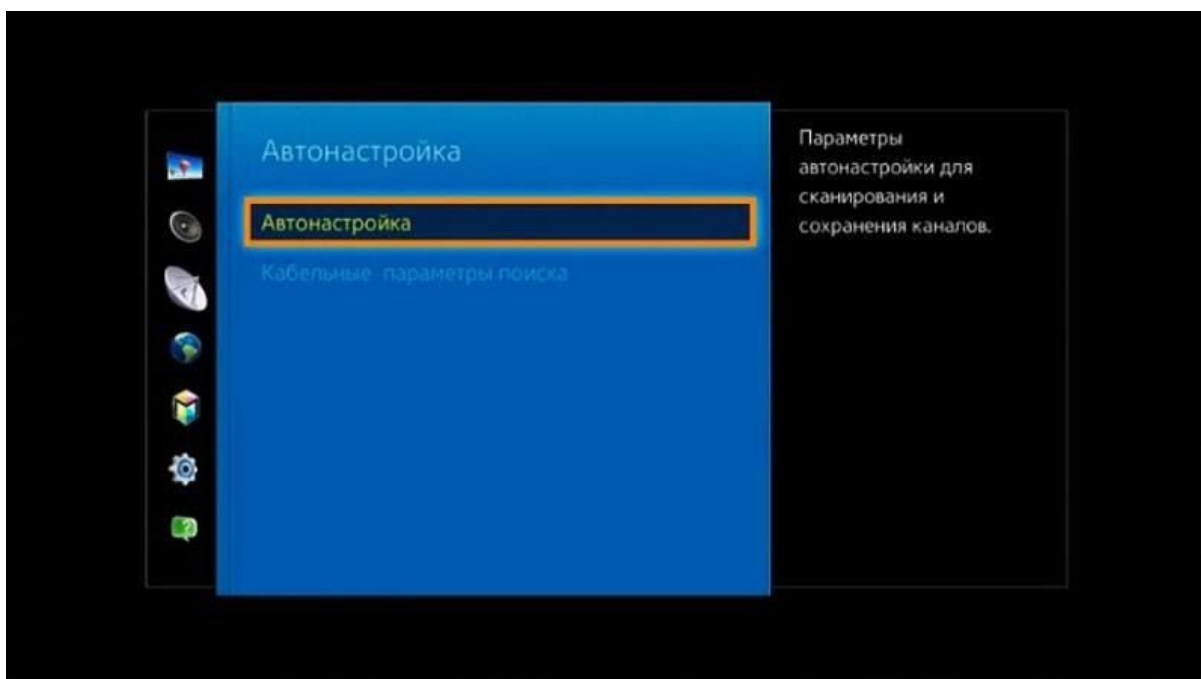 Автонастройка
Автонастройка
Кабельные параметры поиска
Параметры
автонастройки для
сканирования и
сохранения каналов.